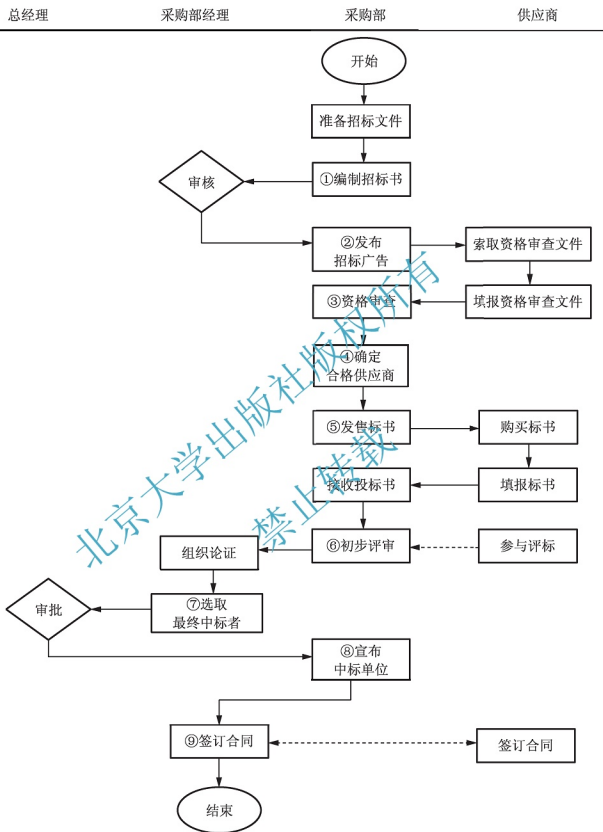 总经理 采购部经理 采购部 供应商
开始
准备招标文件
①编制招标书
审核
②发布
招标广告
索取资格审查文件
③资格审查
填报资格审查文件
④确定
合格供应商
⑤发售标书
购买标书
接收投标书
填报标书
⑥初步评审
参与评标
组织论证
⑦选取
最终中标者
审批
⑧宣布
中标单位
⑨签订合同
签订合同
结束
北京大学出版社版权所有
禁止转载